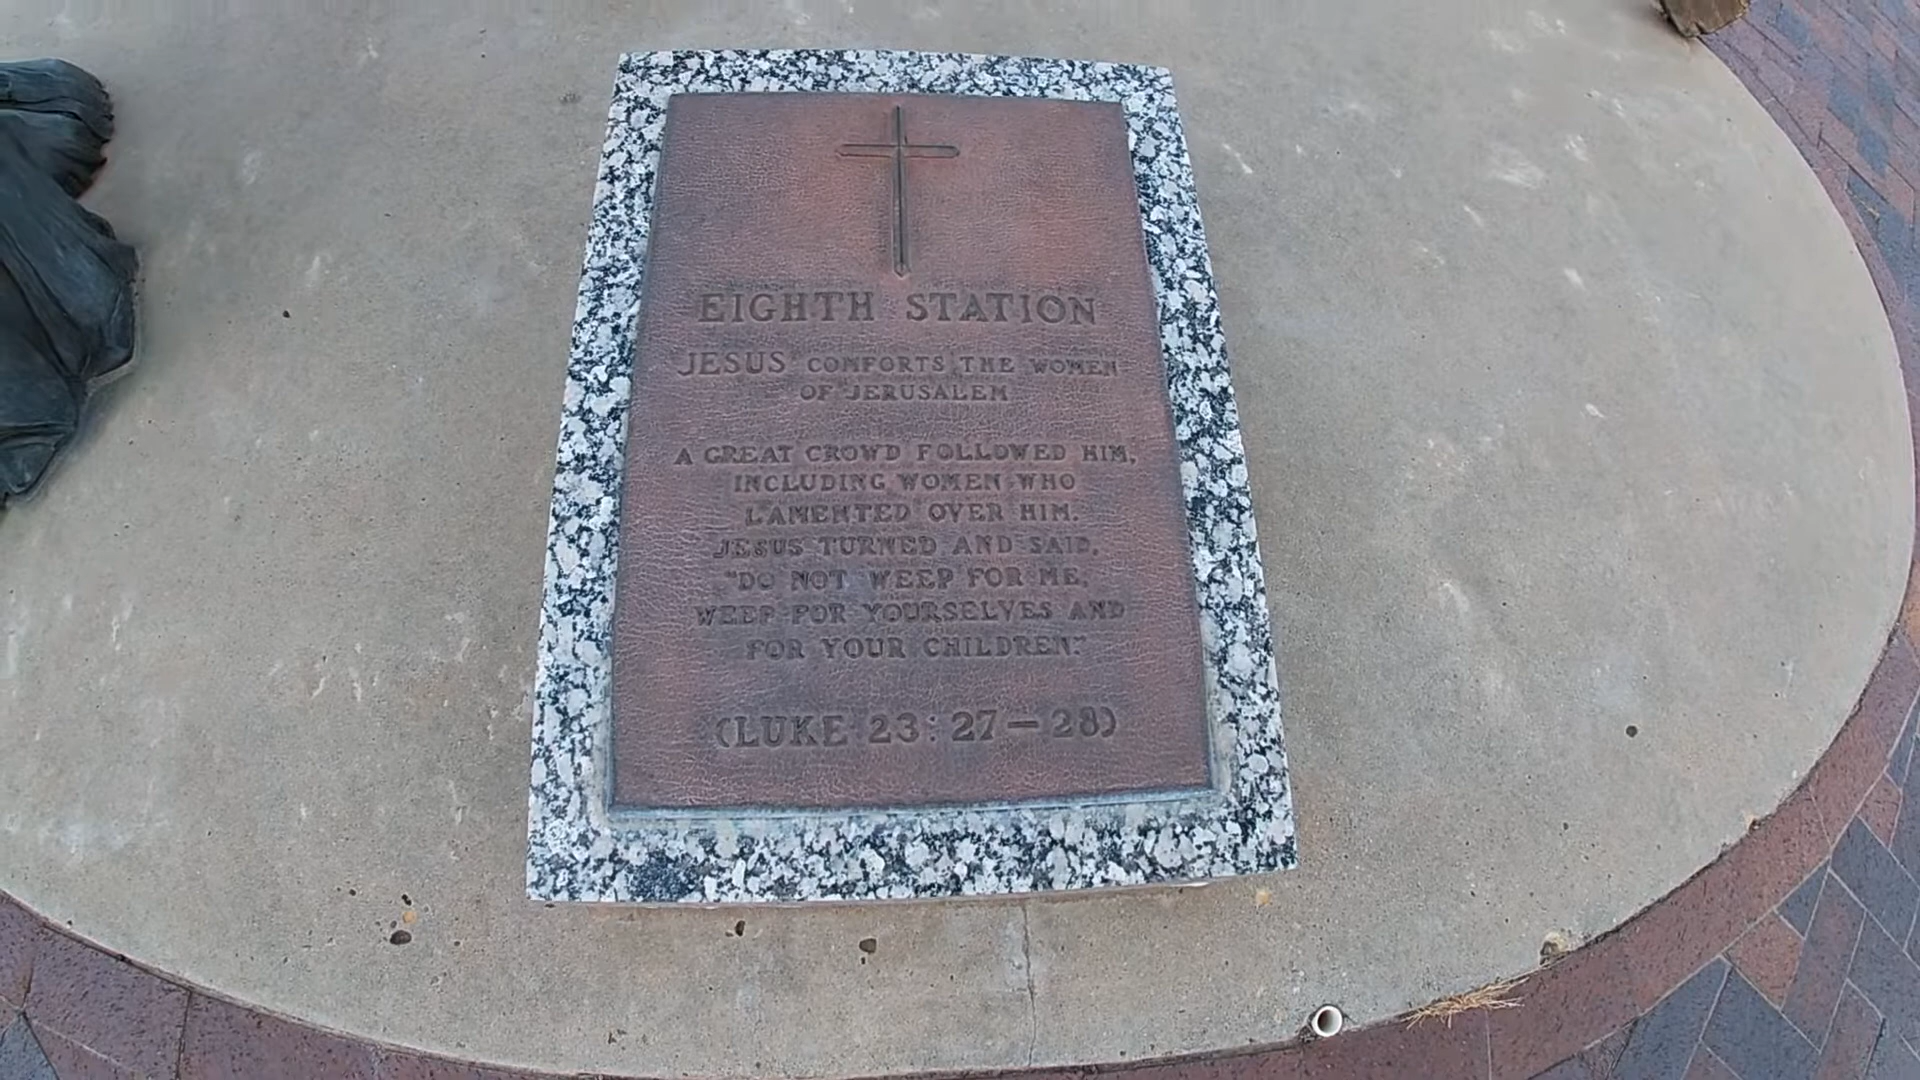 EIGHTH STATION
JESUS COMFORTS THE WOMEN
OF JERUSALEM
A GREAT CROWD FOLLOWED HIM,
INCLUDING WOMEN WHO
LAMENTED OVER HIM.
JESUS TURNED AND SAID,
"DO NOT WEEP FOR ME,
WEEP FOR YOURSELVES AND
FOR YOUR CHILDREN."
(LUKE 23:27-28)